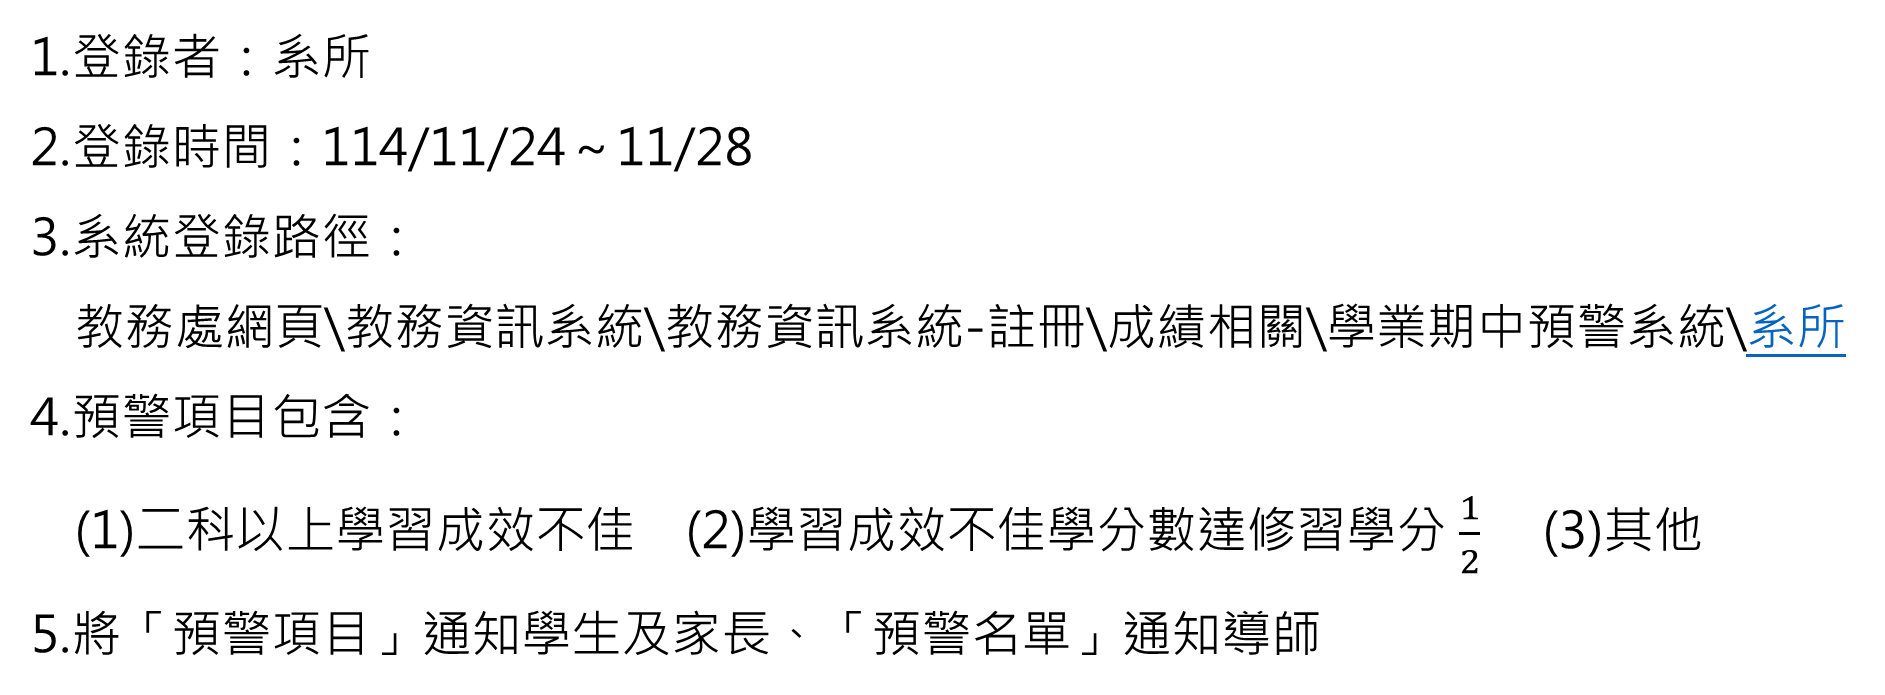 1.登錄者：系所
2.登錄時間：114/11/24～11/28
3.系統登錄路徑：
教務處網頁\教務資訊系統\教務資訊系統-註冊\成績相關\學業期中預警系統\系所
4.預警項目包含：
(1)二科以上學習成效不佳 (2)學習成效不佳學分數達修習學分 1/2 (3)其他
5.將「預警項目」通知學生及家長、「預警名單」通知導師